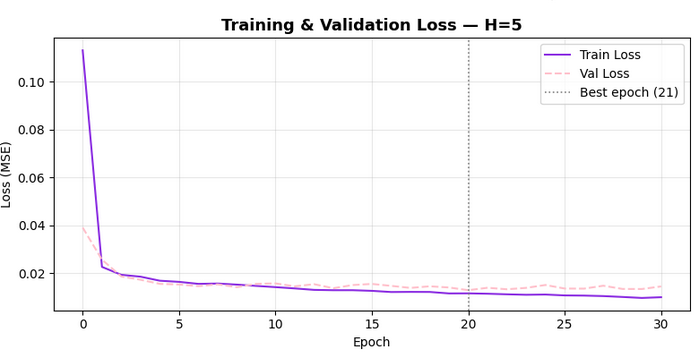 Training & Validation Loss — H=5
Train Loss
Val Loss
Best epoch (21)
Loss (MSE)
0.10
0.08
0.06
0.04
0.02
0 5 10 15 20 25 30
Epoch